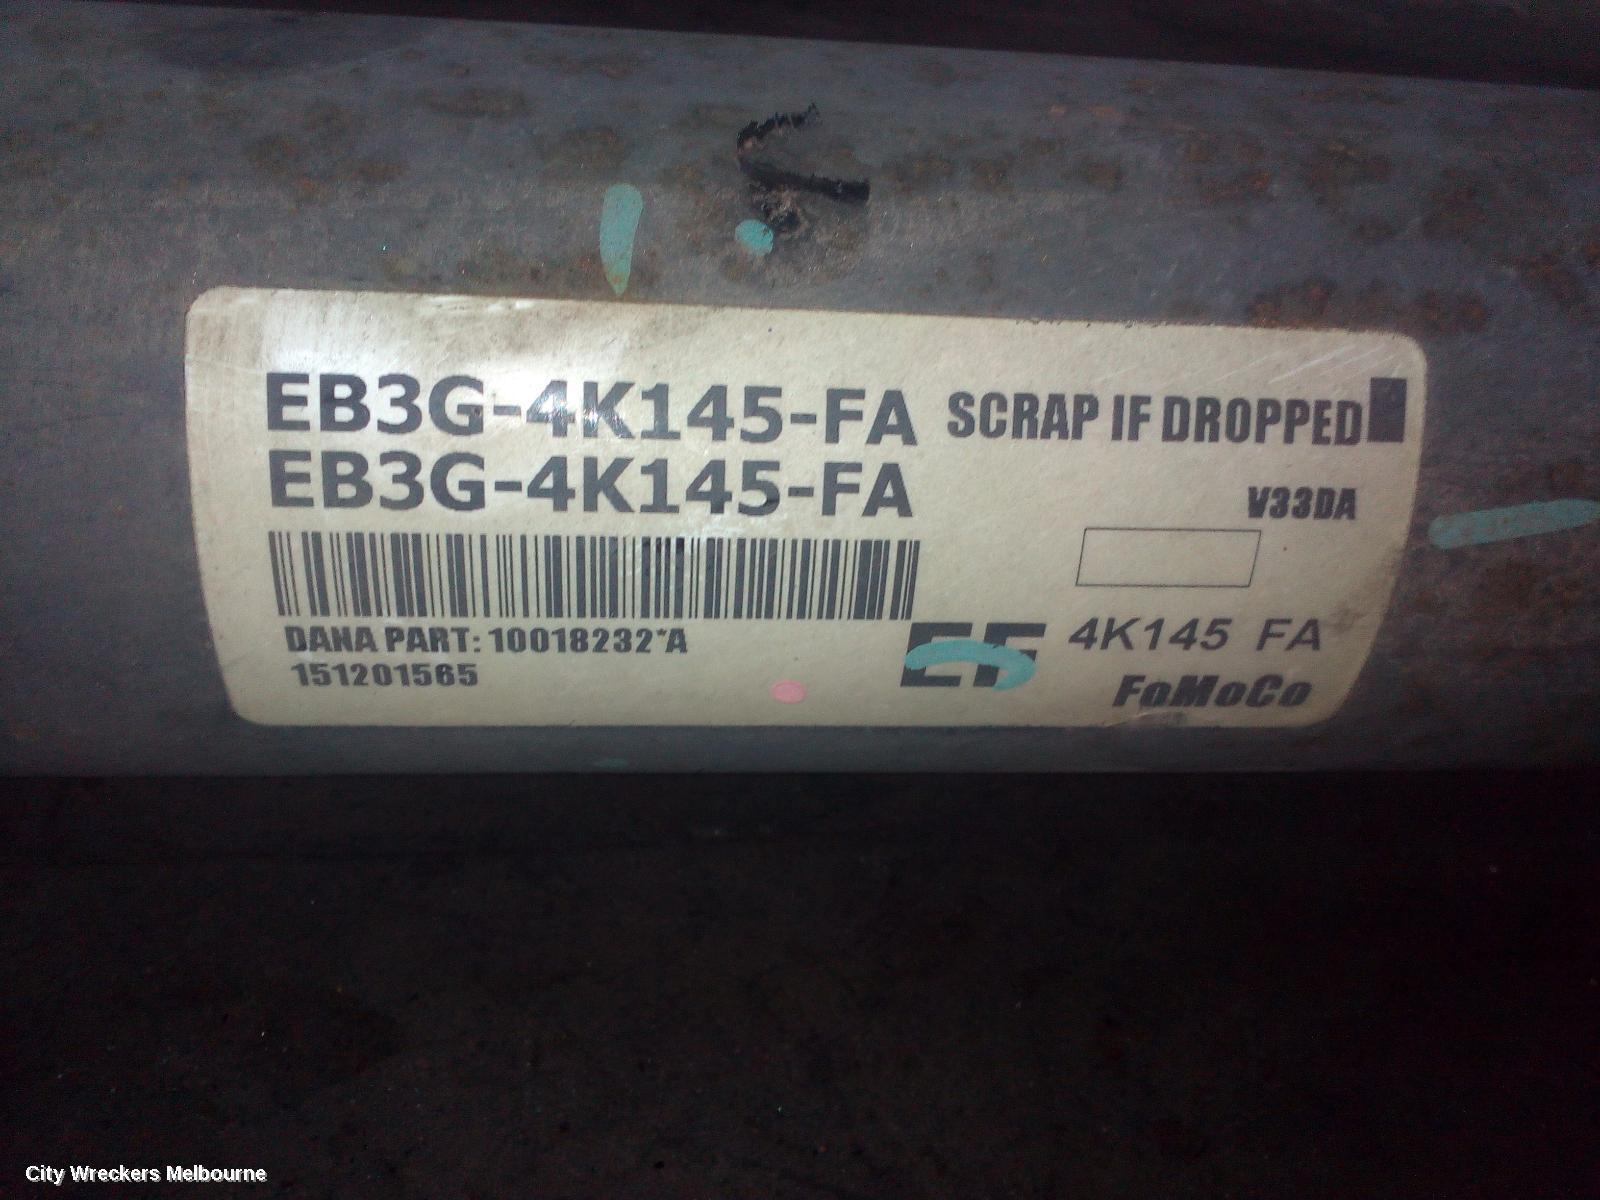 EB3G-4K145-FA SCRAP IF DROPPED
EB3G-4K145-FA
V33DA
DANA PART: 10018232*A
151201565
EF 4K145 FA
FoMoCo
City Wreckers Melbourne